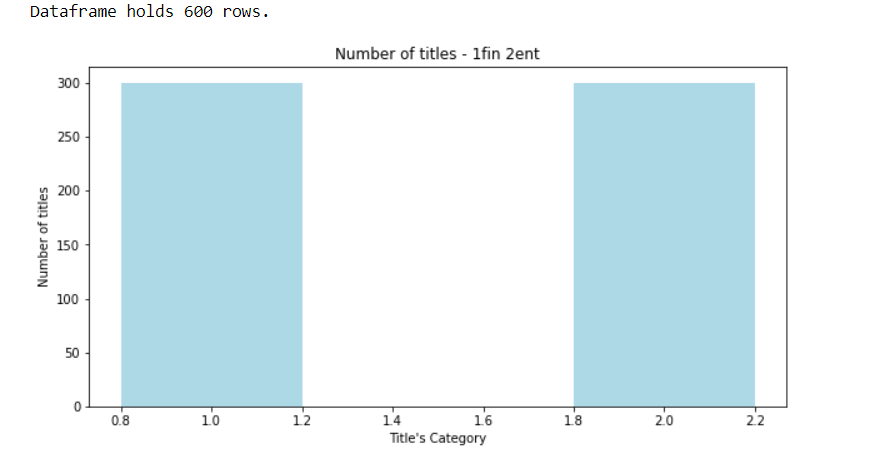 Dataframe holds 600 rows.
Number of titles - 1fin 2ent
300
250
200
150
100
50
0
Number of titles
0.8 1.0 1.2 1.4 1.6 1.8 2.0 2.2
Title's Category